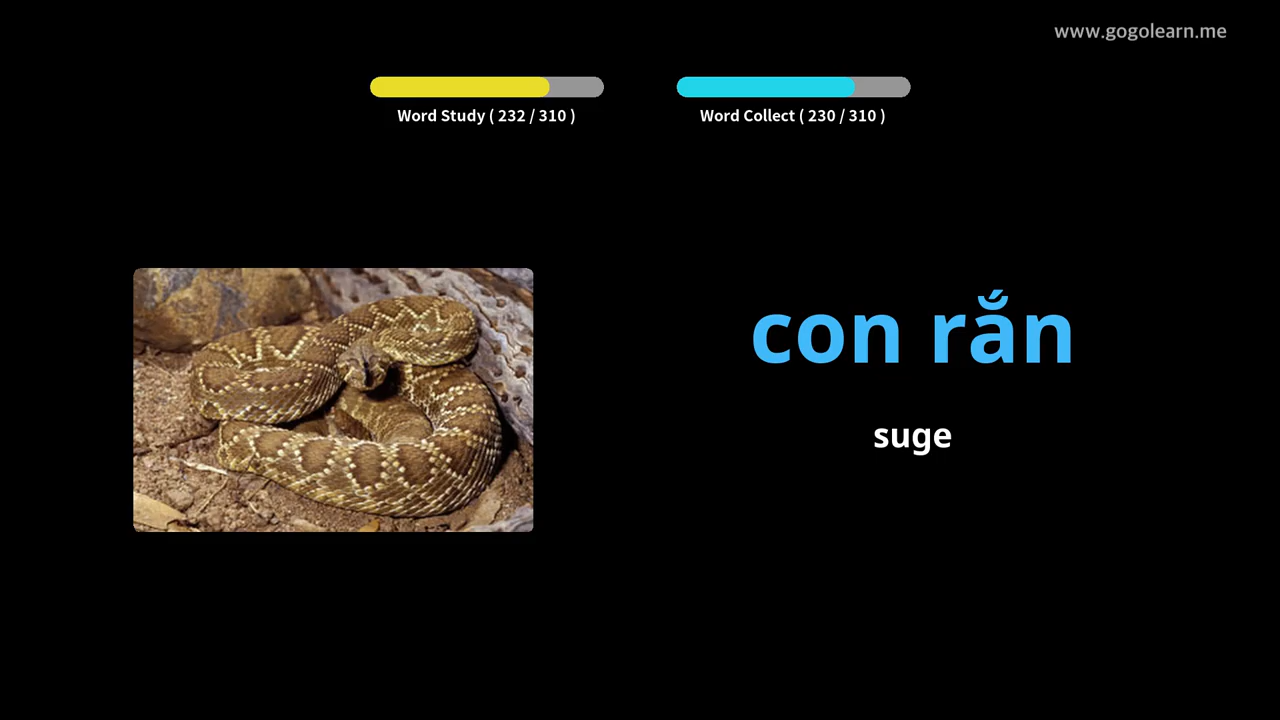 www.gogolearn.me
Word Study ( 232 / 310 )
Word Collect ( 230 / 310 )
con rắn
suge